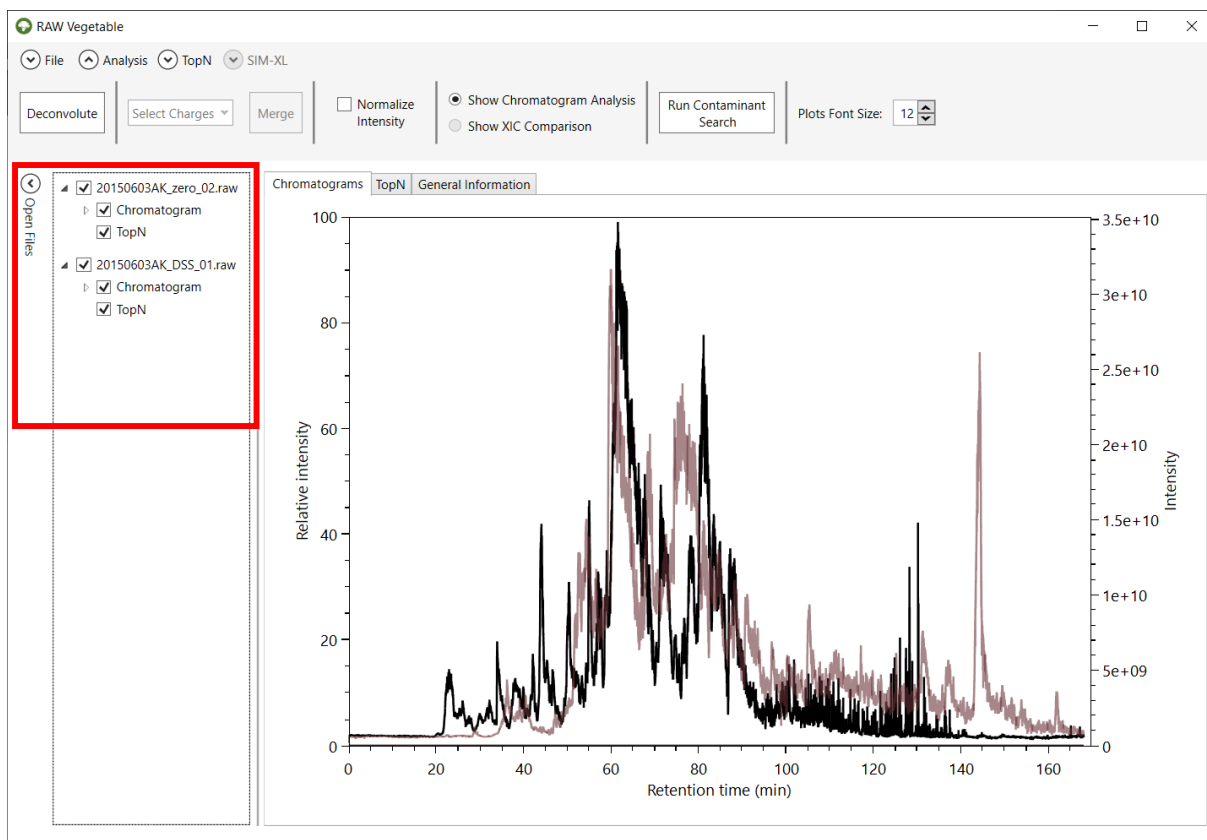 RAW Vegetable
File Analysis TopN SIM-XL
Deconvolute
Select Charges
Merge
Normalize
Intensity
Show Chromatogram Analysis
Show XIC Comparison
Run Contaminant
Search
Plots Font Size: 12
Open Files
20150603AK_zero_02.raw
Chromatogram
TopN
20150603AK_DSS_01.raw
Chromatogram
TopN
Chromatograms TopN General Information
100
80
60
40
20
0
Relative intensity
3.5e+10
3e+10
2.5e+10
2e+10
1.5e+10
1e+10
5e+09
0
Intensity
0 20 40 60 80 100 120 140 160
Retention time (min)